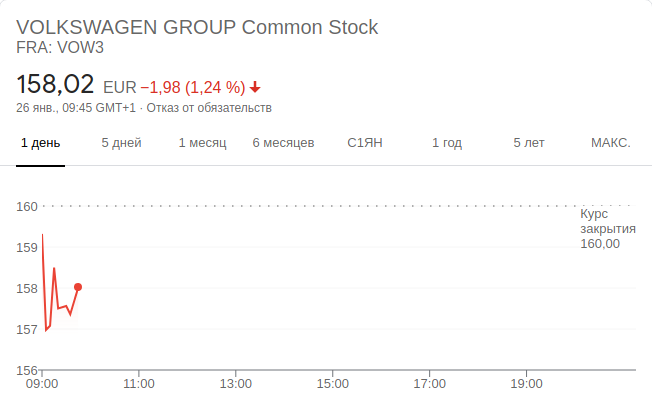 VOLKSWAGEN GROUP Common Stock
FRA: VOW3
158,02 EUR −1,98 (1,24 %)
26 янв., 09:45 GMT+1 · Отказ от обязательств
1 день 5 дней 1 месяц 6 месяцев С1ЯН 1 год 5 лет МАКС.
160
Курс
закрытия
160,00
159
158
157
156
09:00 11:00 13:00 15:00 17:00 19:00